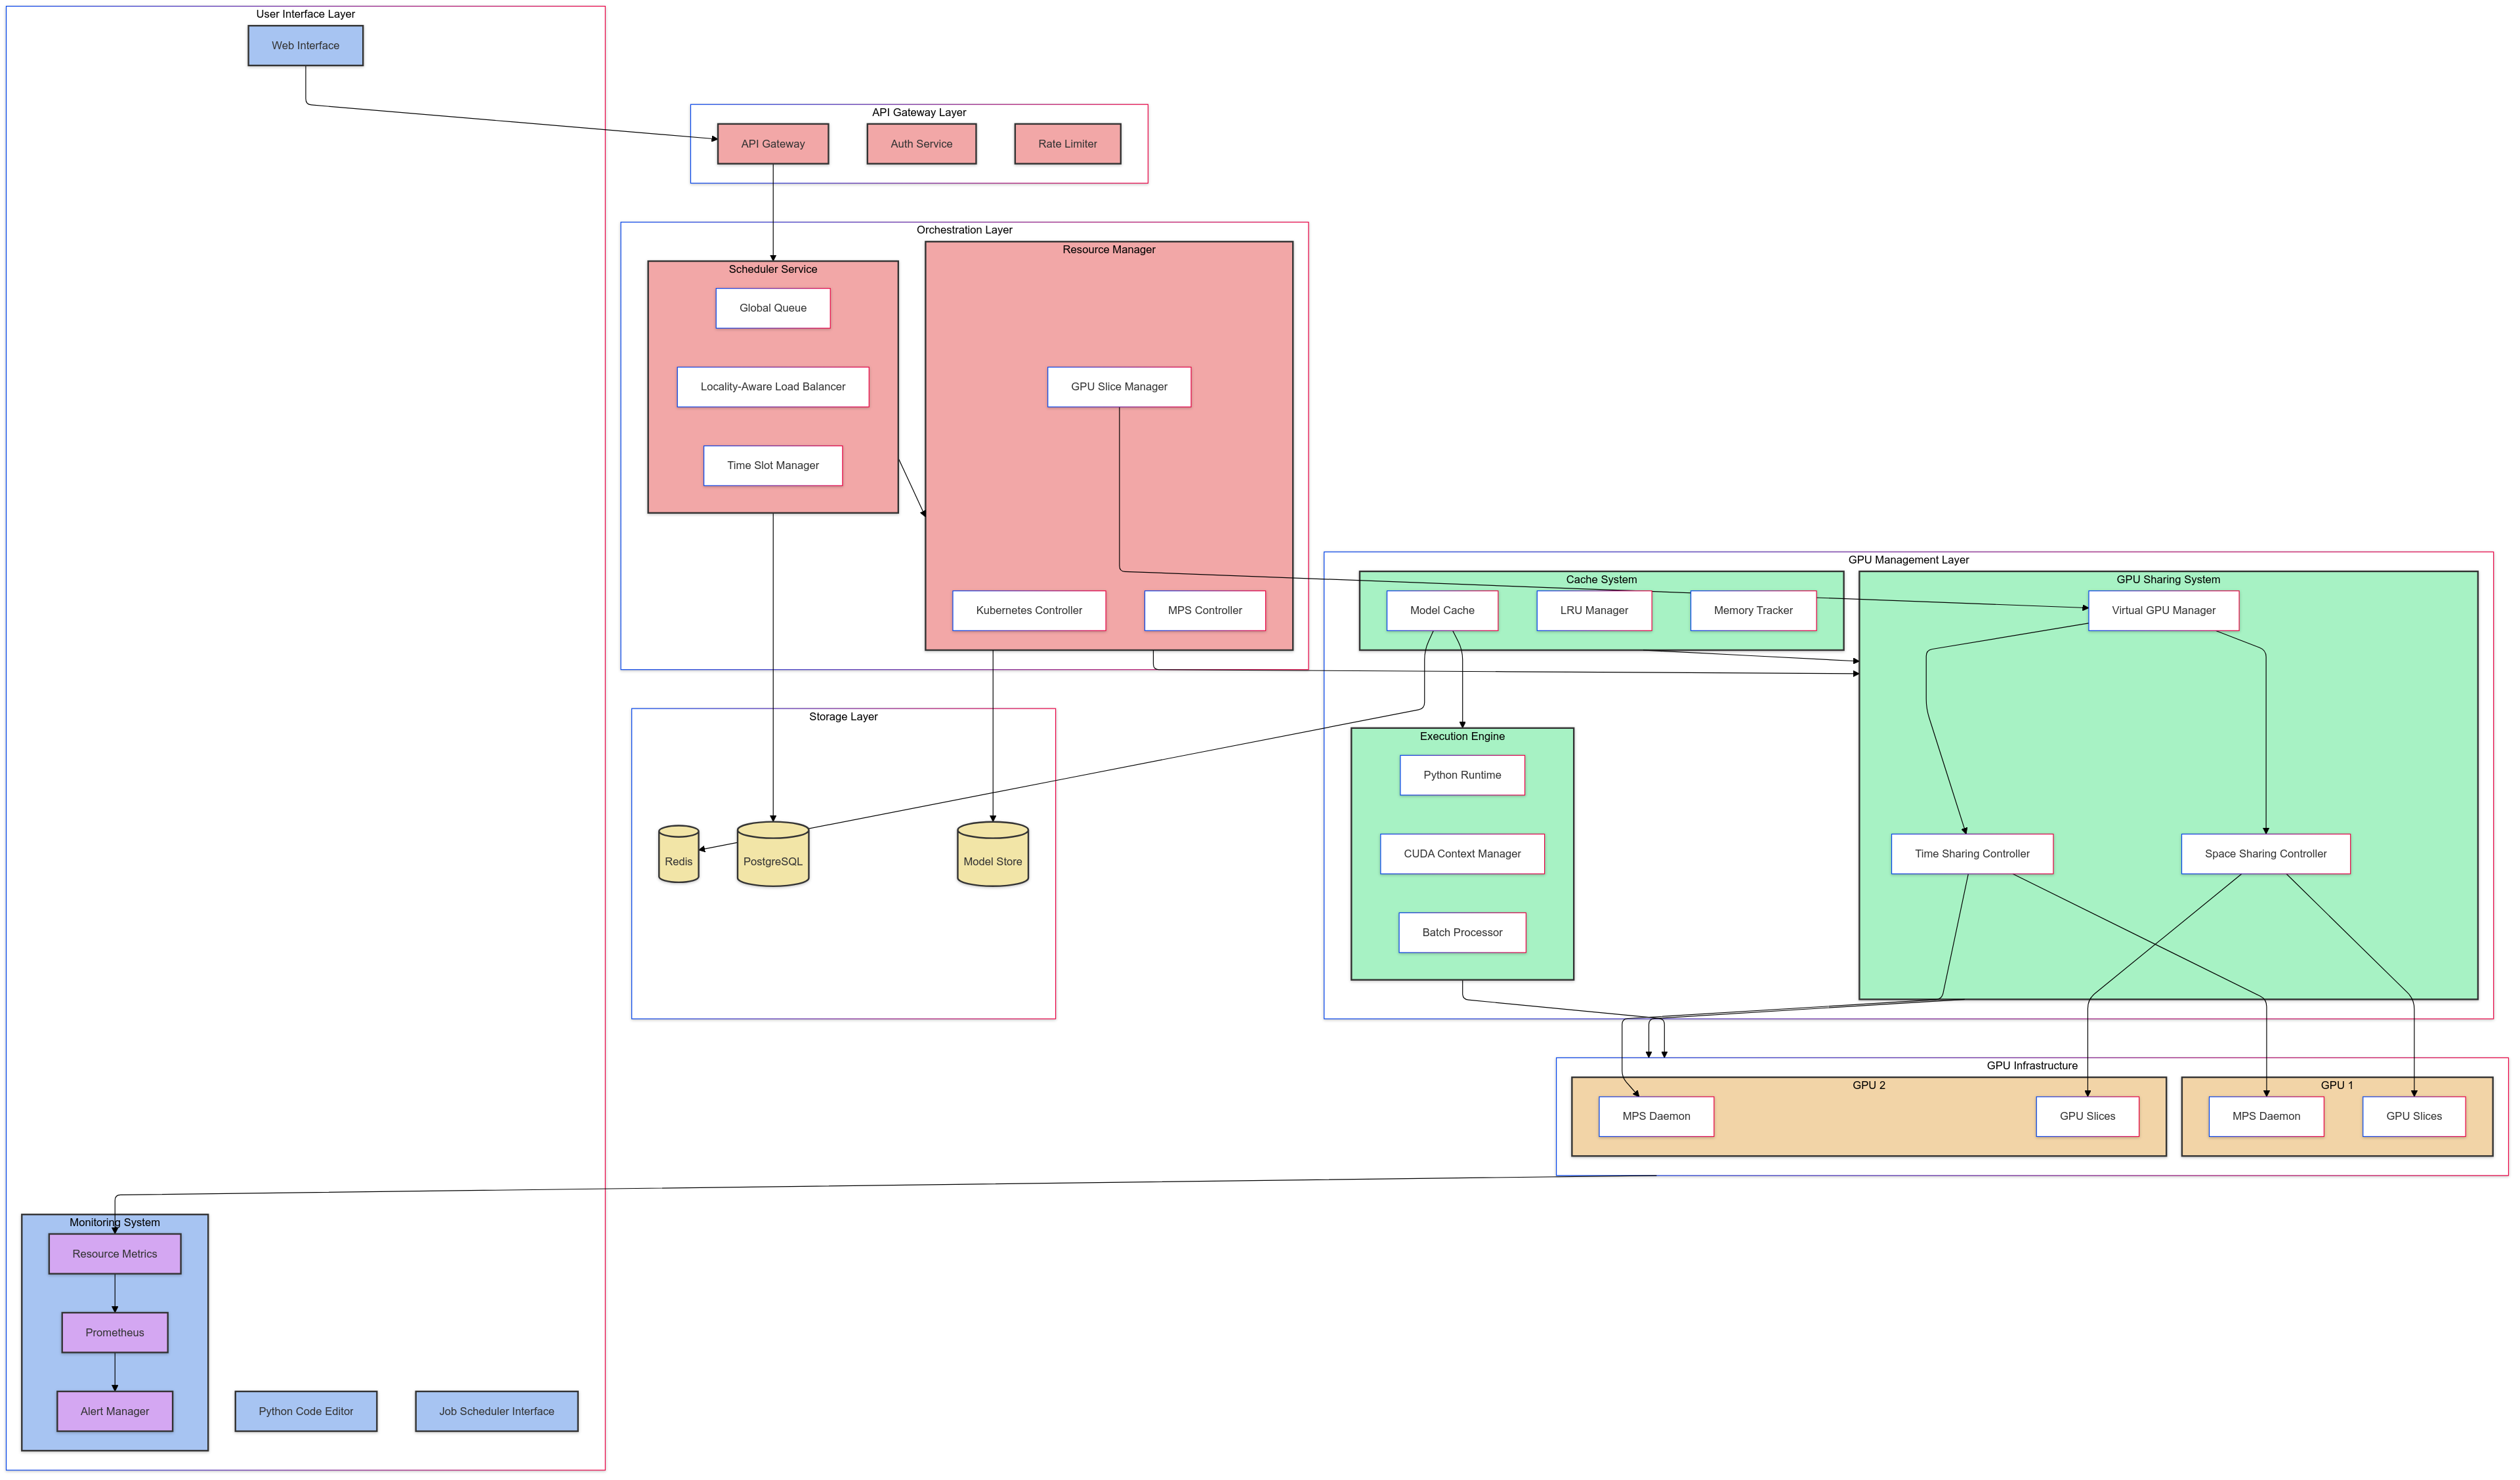 User Interface Layer
Web Interface
API Gateway Layer
API Gateway
Auth Service
Rate Limiter
Orchestration Layer
Resource Manager
Scheduler Service
Global Queue
Locality-Aware Load Balancer
Time Slot Manager
GPU Slice Manager
Kubernetes Controller
MPS Controller
GPU Management Layer
Cache System
Model Cache
LRU Manager
Memory Tracker
GPU Sharing System
Virtual GPU Manager
Time Sharing Controller
Space Sharing Controller
Execution Engine
Python Runtime
CUDA Context Manager
Batch Processor
Storage Layer
Redis
PostgreSQL
Model Store
GPU Infrastructure
GPU 2
MPS Daemon
GPU Slices
GPU 1
MPS Daemon
GPU Slices
Monitoring System
Resource Metrics
Prometheus
Alert Manager
Python Code Editor
Job Scheduler Interface